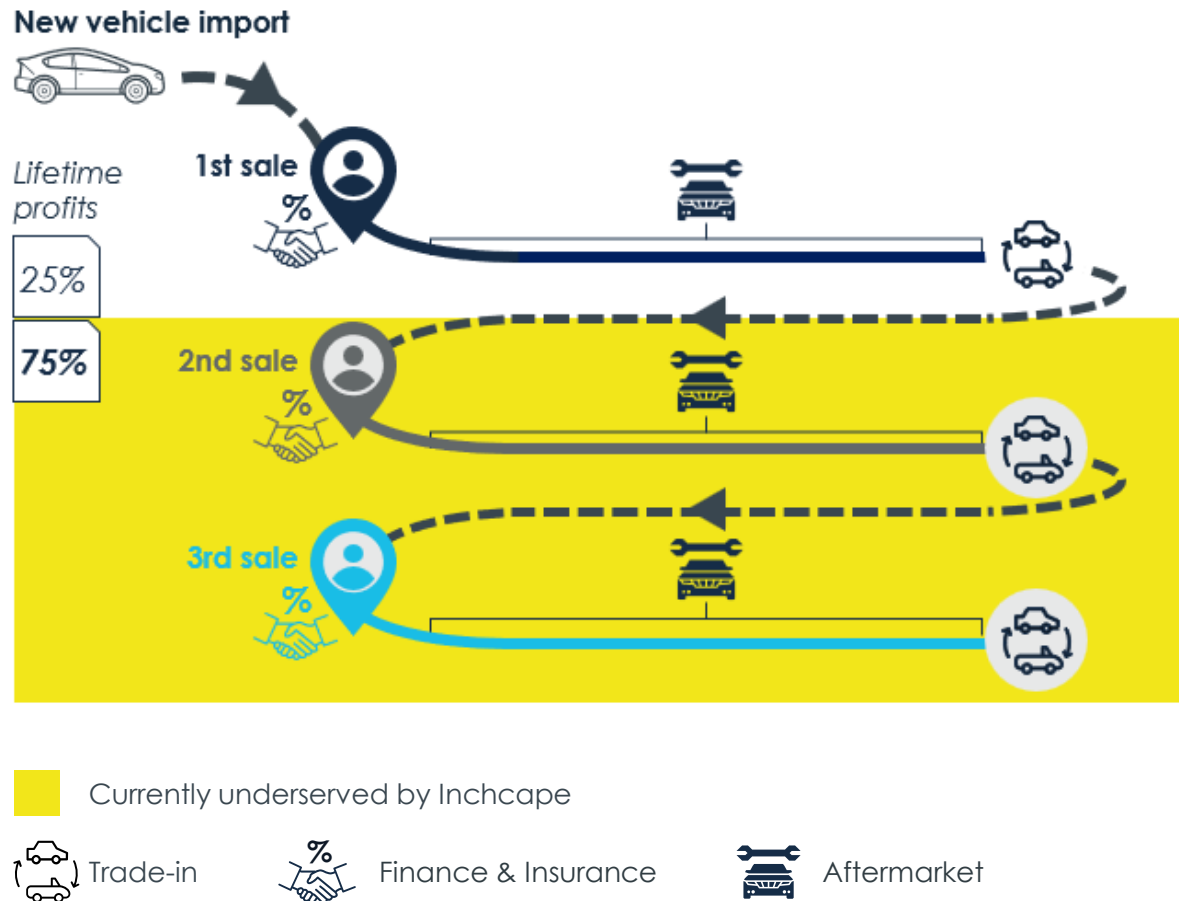 New vehicle import
1st sale
%
Lifetime
profits
25%
75%
2nd sale
%
3rd sale
%
Currently underserved by Inchcape
Trade-in
%
Finance & Insurance
Aftermarket